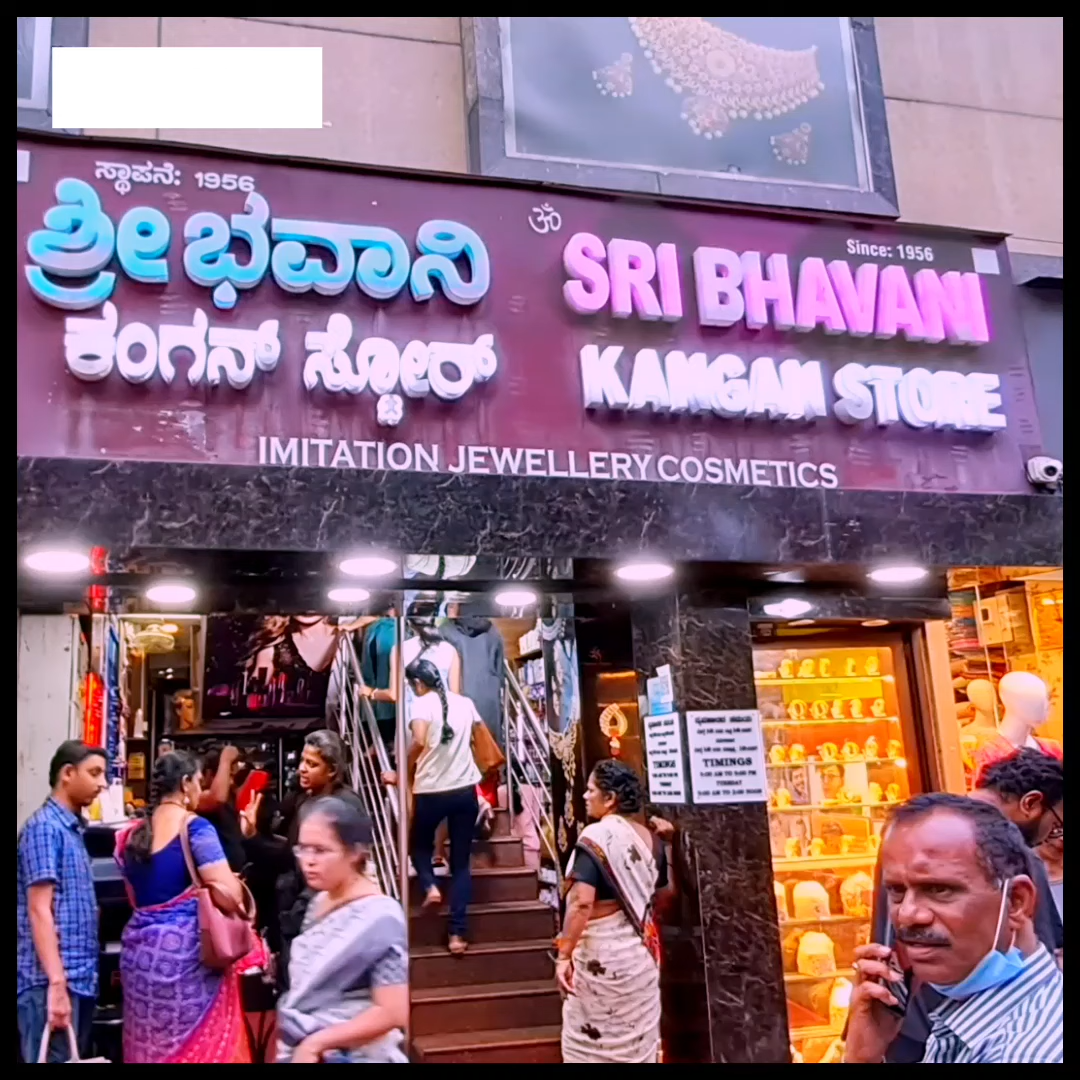 ಸ್ಥಾಪನೆ: 1956
ಶ್ರೀ ಭವಾನಿ
ಕಂಗನ್ ಸ್ಟೋರ್
ॐ
Since: 1956
SRI BHAVANI
KANGAN STORE
IMITATION JEWELLERY COSMETICS
TIMINGS